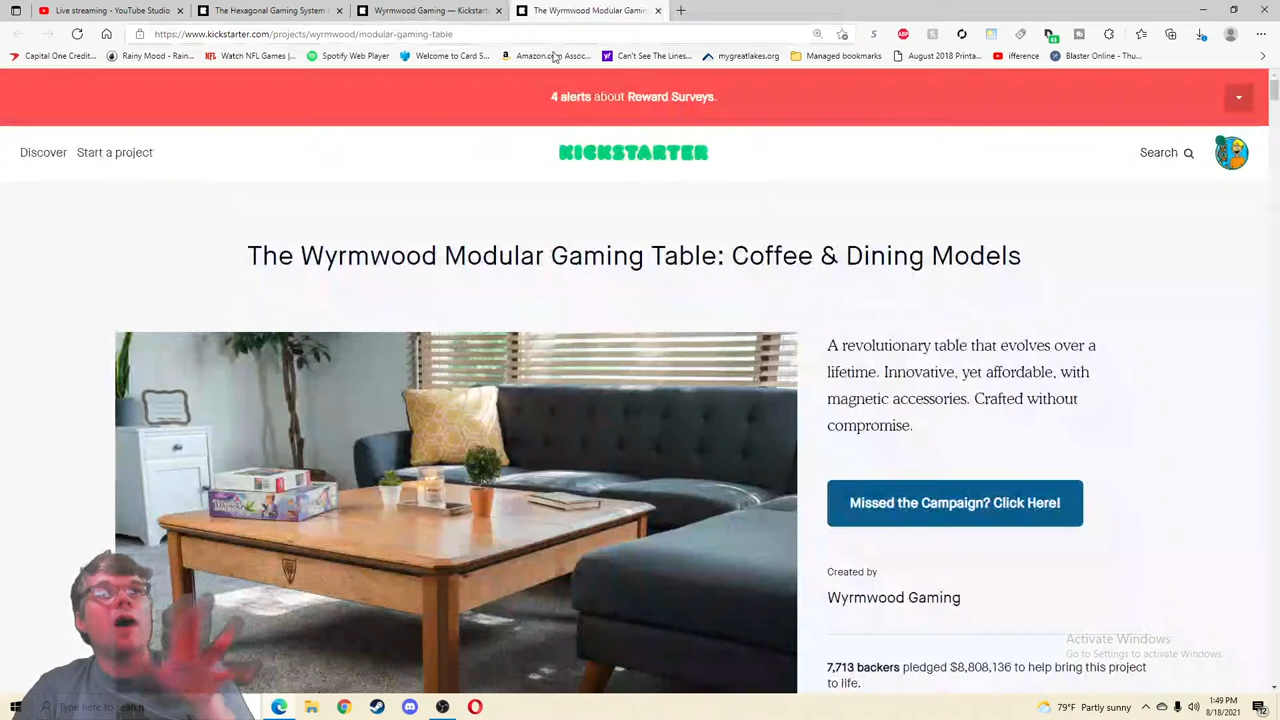 Live streaming - YouTube Studio
The Hexagonal Gaming System
Wyrmwood Gaming — Kickstart
The Wyrmwood Modular Gamin
https://www.kickstarter.com/projects/wyrmwood/modular-gaming-table
Capital One Credit...
Rainy Mood - Rain...
Watch NFL Games |...
Spotify Web Player
Welcome to Card S...
Amazon.com Assoc...
Can't See The Lines...
mygreatlakes.org
Managed bookmarks
August 2018 Printa...
ifference
Blaster Online - Thu...
4 alerts about Reward Surveys.
Discover
Start a project
KICKSTARTER
Search
The Wyrmwood Modular Gaming Table: Coffee & Dining Models
A revolutionary table that evolves over a
lifetime. Innovative, yet affordable, with
magnetic accessories. Crafted without
compromise.
Missed the Campaign? Click Here!
Created by
Wyrmwood Gaming
Activate Windows
Go to Settings to activate Windows.
7,713 backers pledged $8,808,136 to help bring this project
to life.
Type here to search
79°F Partly sunny
1:49 PM
8/18/2021